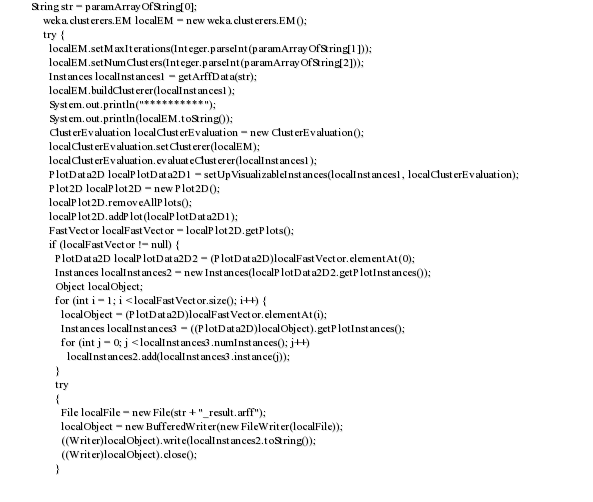 String str = paramArrayOfString[0];
weka.clusterers.EM localEM = new weka.clusterers.EM();
try {
localEM.setMaxIterations(Integer.parseInt(paramArrayOfString[1]));
localEM.setNumClusters(Integer.parseInt(paramArrayOfString[2]));
Instances localInstances1 = getArffData(str);
localEM.buildClusterer(localInstances1);
System.out.println("**********");
System.out.println(localEM.toString());
ClusterEvaluation localClusterEvaluation = new ClusterEvaluation();
localClusterEvaluation.setClusterer(localEM);
localClusterEvaluation.evaluateClusterer(localInstances1);
PlotData2D localPlotData2D1 = setUpVisualizableInstances(localInstances1, localClusterEvaluation);
Plot2D localPlot2D = new Plot2D();
localPlot2D.removeAllPlots();
localPlot2D.addPlot(localPlotData2D1);
FastVector localFastVector = localPlot2D.getPlots();
if (localFastVector != null) {
PlotData2D localPlotData2D2 = (PlotData2D)localFastVector.elementAt(0);
Instances localInstances2 = new Instances(localPlotData2D2.getPlotInstances());
Object localObject;
for (int i = 1; i < localFastVector.size(); i++) {
localObject = (PlotData2D)localFastVector.elementAt(i);
Instances localInstances3 = ((PlotData2D)localObject).getPlotInstances();
for (int j = 0; j < localInstances3.numInstances(); j++)
localInstances2.add(localInstances3.instance(j));
}
try
{
File localFile = new File(str + "_result.arff");
localObject = new BufferedWriter(new FileWriter(localFile));
((Writer)localObject).write(localInstances2.toString());
((Writer)localObject).close();
}